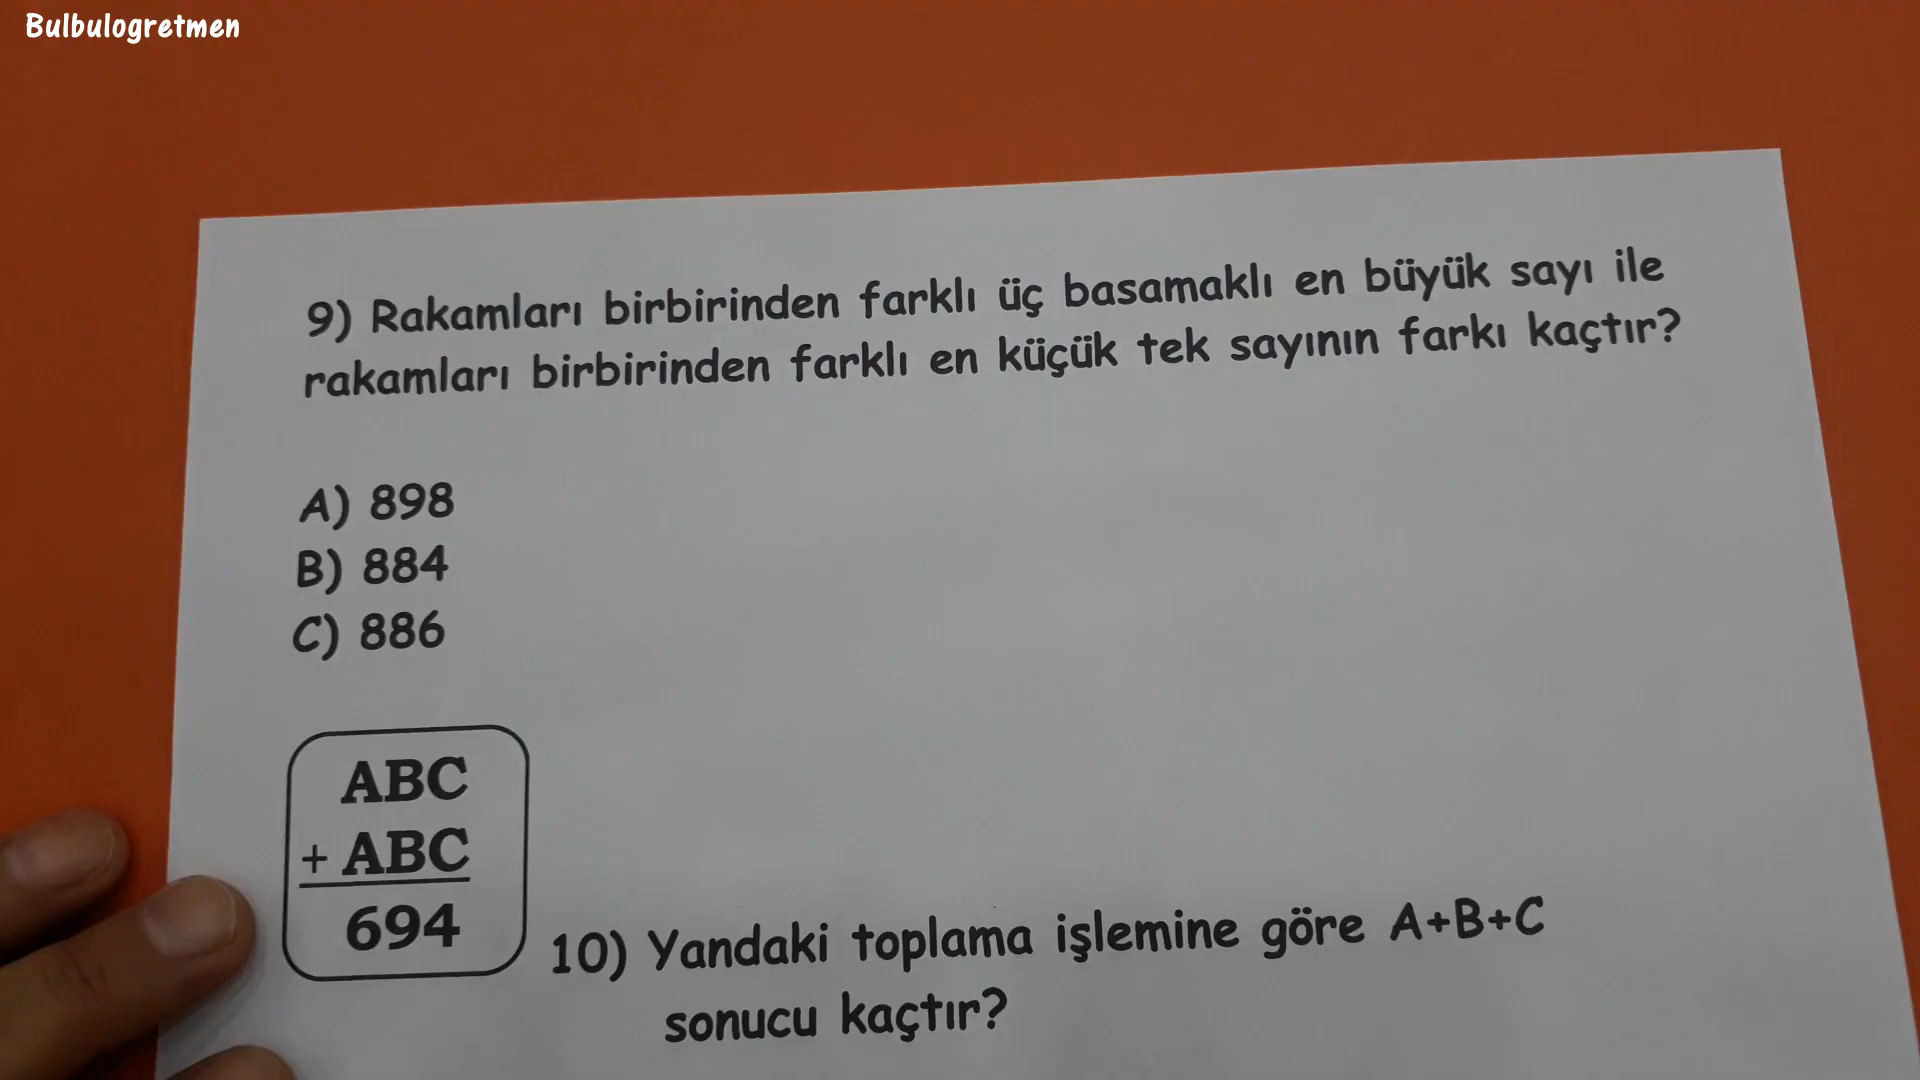 Bulbulogretmen
9) Rakamları birbirinden farklı üç basamaklı en büyük sayı ile
rakamları birbirinden farklı en küçük tek sayının farkı kaçtır?
A) 898
B) 884
C) 886
ABC
+ ABC
694
10) Yandaki toplama işlemine göre A+B+C
sonucu kaçtır?